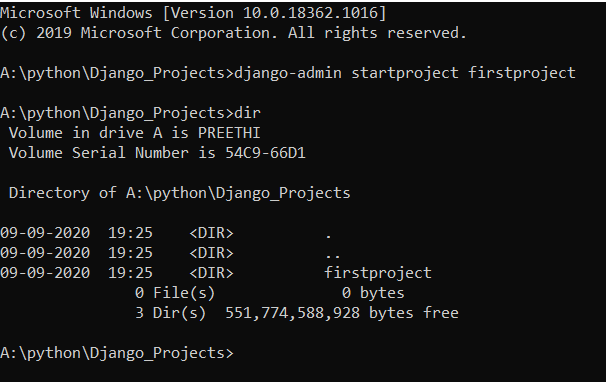 Microsoft Windows [Version 10.0.18362.1016]
(c) 2019 Microsoft Corporation. All rights reserved.
A:\python\Django_Projects>django-admin startproject firstproject
A:\python\Django_Projects>dir
 Volume in drive A is PREETHI
 Volume Serial Number is 54C9-66D1
 Directory of A:\python\Django_Projects
09-09-2020  19:25    <DIR>          .
09-09-2020  19:25    <DIR>          ..
09-09-2020  19:25    <DIR>          firstproject
               0 File(s)              0 bytes
               3 Dir(s)  551,774,588,928 bytes free
A:\python\Django_Projects>